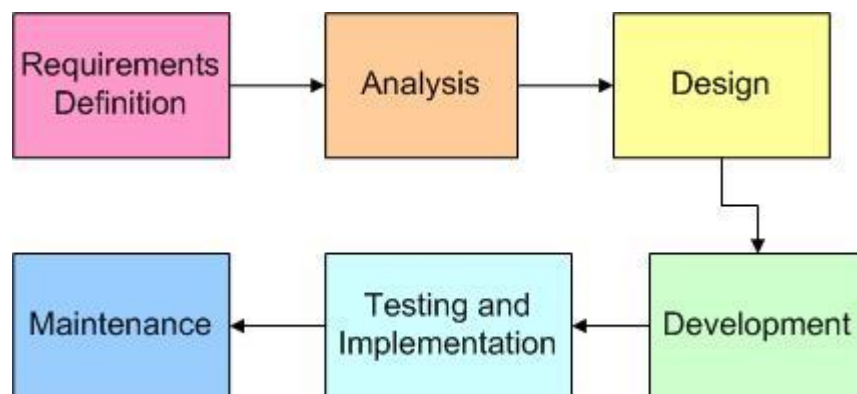 Requirements
Definition
Analysis
Design
Development
Testing and
Implementation
Maintenance